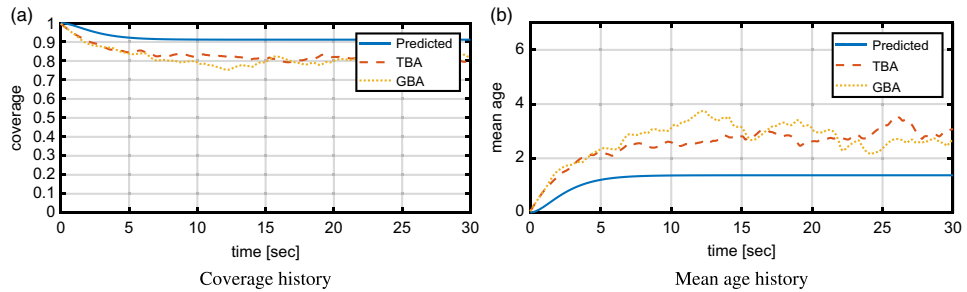 (a)
1
0.9
0.8
0.7
0.6
0.5
0.4
0.3
0.2
0.1
0
coverage
Predicted
TBA
GBA
0 5 10 15 20 25 30
time [sec]
Coverage history
(b)
6
4
2
0
mean age
Predicted
TBA
GBA
0 5 10 15 20 25 30
time [sec]
Mean age history